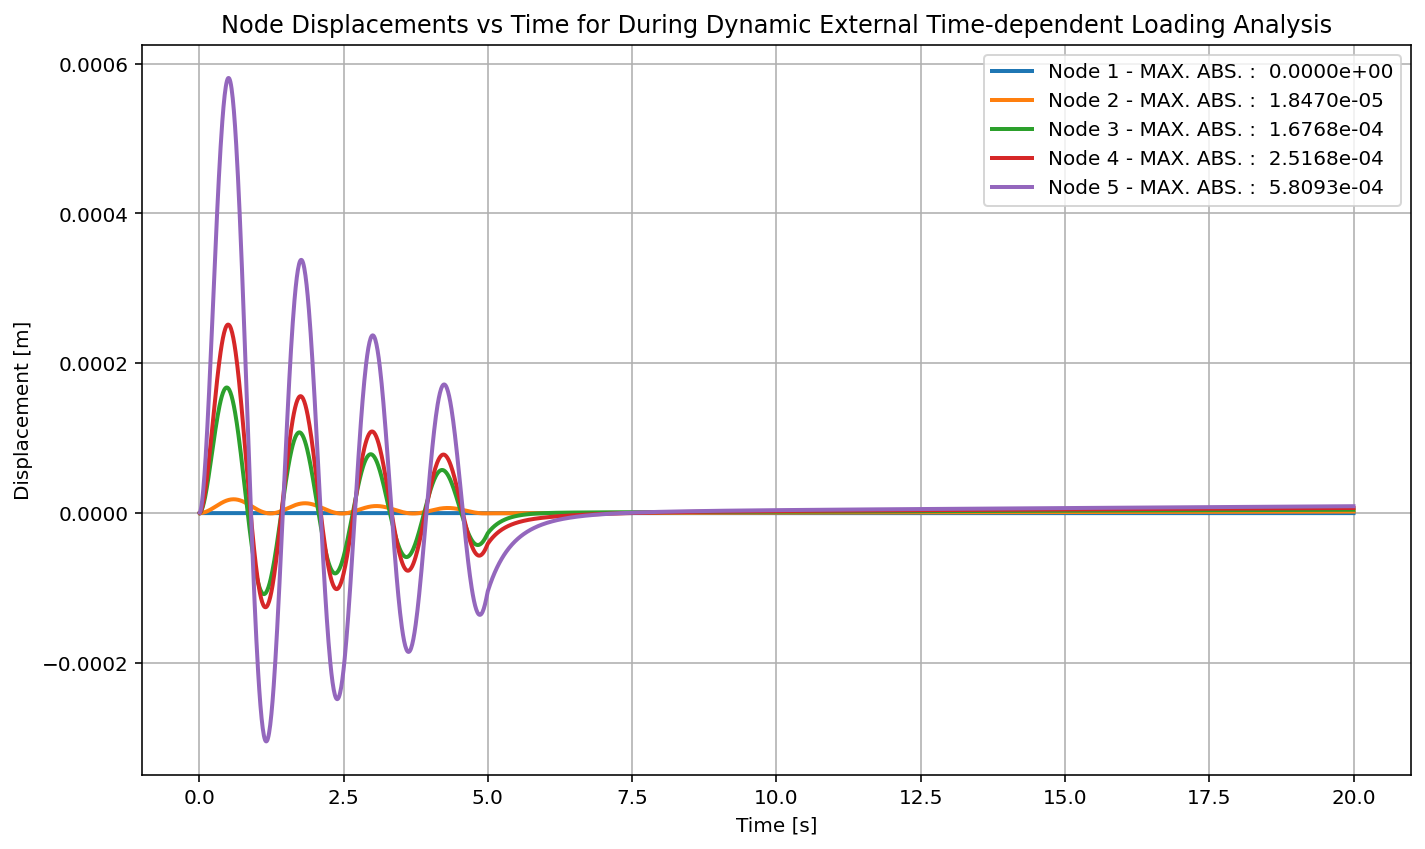 Node Displacements vs Time for During Dynamic External Time-dependent Loading Analysis
Node 1 - MAX. ABS. :  0.0000e+00
Node 2 - MAX. ABS. :  1.8470e-05
Node 3 - MAX. ABS. :  1.6768e-04
Node 4 - MAX. ABS. :  2.5168e-04
Node 5 - MAX. ABS. :  5.8093e-04
Displacement [m]
0.0006
0.0004
0.0002
0.0000
−0.0002
0.0 2.5 5.0 7.5 10.0 12.5 15.0 17.5 20.0
Time [s]